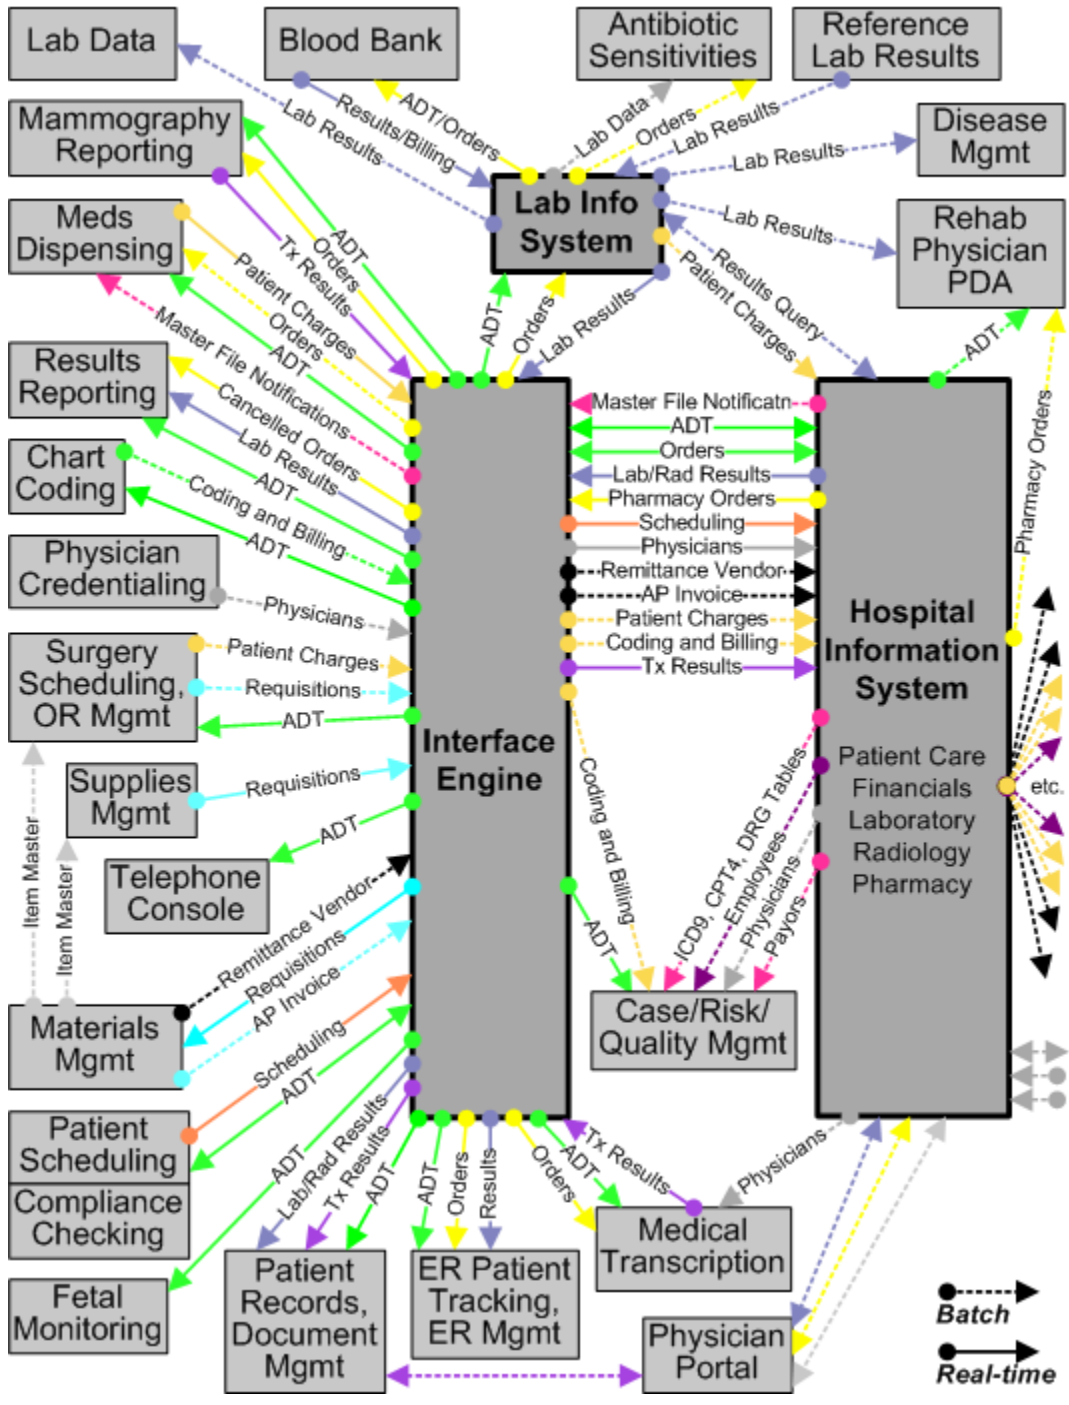 Lab Data
Blood Bank
Antibiotic
Sensitivities
Reference
Lab Results
Mammography
Reporting
Disease
Mgmt
Meds
Dispensing
Rehab
Physician
PDA
Lab Info
System
Results
Reporting
Chart
Coding
Physician
Credentialing
Surgery
Scheduling,
OR Mgmt
Supplies
Mgmt
Telephone
Console
Materials
Mgmt
Patient
Scheduling
Compliance
Checking
Fetal
Monitoring
Patient
Records,
Document
Mgmt
ER Patient
Tracking,
ER Mgmt
Medical
Transcription
Physician
Portal
Case/Risk/
Quality Mgmt
Interface
Engine
Hospital
Information
System
Patient Care
Financials
Laboratory
Radiology
Pharmacy
etc.
Lab Results
Results/Billing
ADT/Orders
Lab Data
Orders
Lab Results
Lab Results
Lab Results
Results Query
Patient Charges
ADT
Orders
Lab Results
ADT
Orders
Tx Results
Patient Charges
Orders
ADT
Master File Notifications
Cancelled Orders
Lab Results
ADT
Coding and Billing
ADT
Physicians
Patient Charges
Requisitions
ADT
Requisitions
ADT
Item Master
Item Master
Remittance Vendor
Requisitions
AP Invoice
Scheduling
ADT
ADT
Lab/Rad Results
Tx Results
ADT
ADT
Orders
Results
Orders
ADT
Tx Results
Physicians
Master File Notificatn
ADT
Orders
Lab/Rad Results
Pharmacy Orders
Scheduling
Physicians
Remittance Vendor
AP Invoice
Patient Charges
Coding and Billing
Tx Results
Coding and Billing
ADT
ICD9, CPT4, DRG Tables
Employees
Physicians
Payors
ADT
Pharmacy Orders
Batch
Real-time